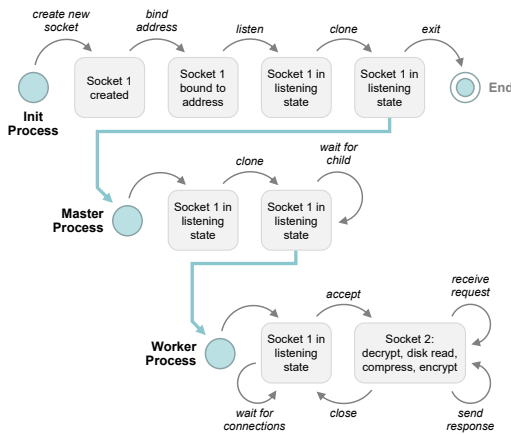 create new
socket
bind
address
listen
clone
exit
Socket 1
created
Socket 1
bound to
address
Socket 1 in
listening
state
Socket 1 in
listening
state
End
Init
Process
clone
wait for
child
Master
Process
Socket 1 in
listening
state
Socket 1 in
listening
state
accept
receive
request
Worker
Process
Socket 1 in
listening
state
Socket 2:
decrypt, disk read,
compress, encrypt
wait for
connections
close
send
response